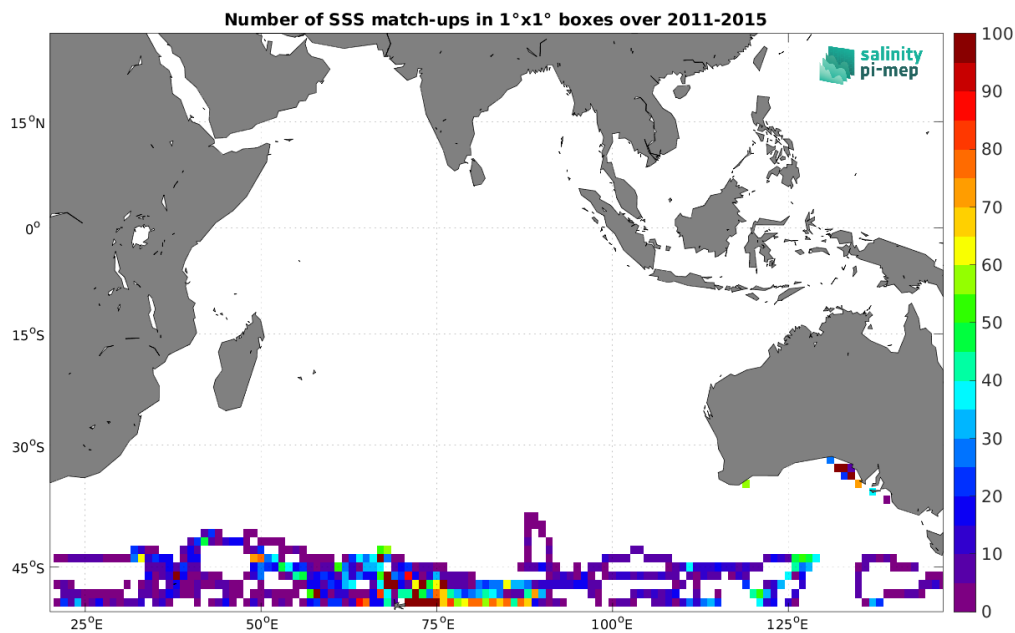 Number of SSS match-ups in 1°x1° boxes over 2011-2015
salinity
pi-mep
15°N
0°
15°S
30°S
45°S
25°E
50°E
75°E
100°E
125°E
100
90
80
70
60
50
40
30
20
10
0